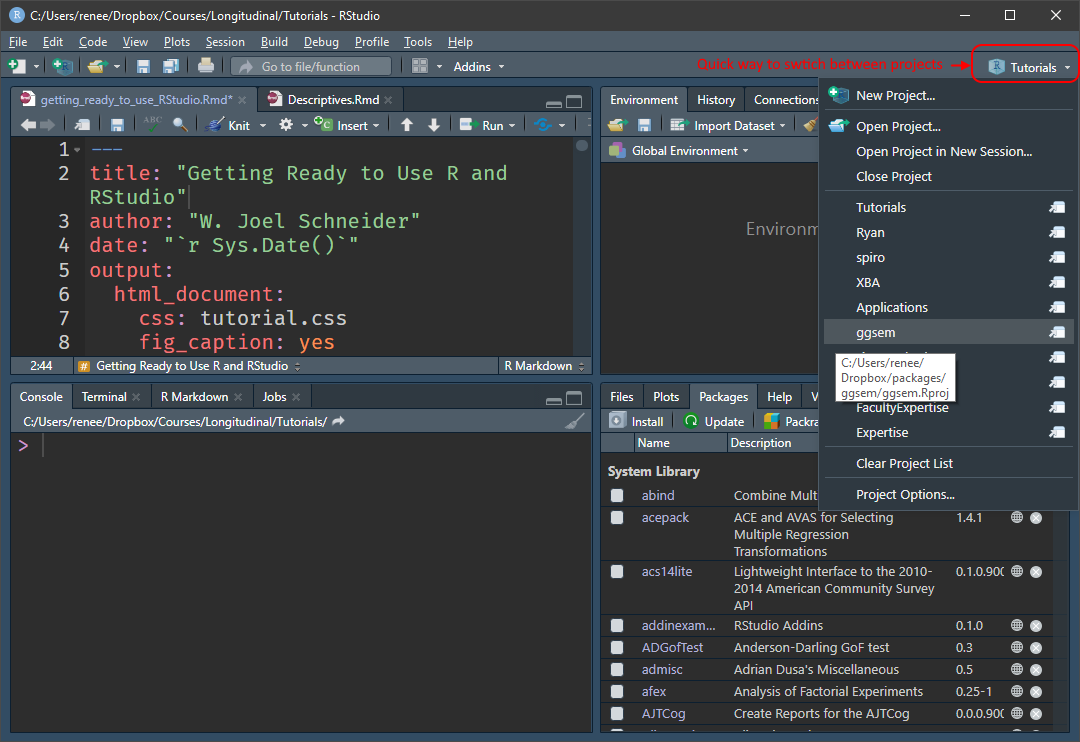 C:/Users/renee/Dropbox/Courses/Longitudinal/Tutorials - RStudio
File Edit Code View Plots Session Build Debug Profile Tools Help
Go to file/function Addins
Quick way to swtich between projects
Tutorials
getting_ready_to_use_RStudio.Rmd* Descriptives.Rmd
ABC Knit Insert Run
1 ---
2 title: "Getting Ready to Use R and
RStudio"
3 author: "W. Joel Schneider"
4 date: "`r Sys.Date()`"
5 output:
6 html_document:
7 css: tutorial.css
8 fig_caption: yes
2:44 # Getting Ready to Use R and RStudio R Markdown
Console Terminal R Markdown Jobs
C:/Users/renee/Dropbox/Courses/Longitudinal/Tutorials/
>
Environment History Connections
Import Dataset
Global Environment
Environm
New Project...
Open Project...
Open Project in New Session...
Close Project
Tutorials
Ryan
spiro
XBA
Applications
ggsem
C:/Users/renee/
Dropbox/packages/
ggsem/ggsem.Rproj
FacultyExpertise
Expertise
Clear Project List
Project Options...
Files Plots Packages Help V
Install Update Packra
Name Description
System Library
abind Combine Mult
acepack ACE and AVAS for Selecting 1.4.1
Multiple Regression
Transformations
acs14lite Lightweight Interface to the 2010- 0.1.0.900
2014 American Community Survey
API
addinexam... RStudio Addins 0.1.0
ADGofTest Anderson-Darling GoF test 0.3
admisc Adrian Dusa's Miscellaneous 0.5
afex Analysis of Factorial Experiments 0.25-1
AJTCog Create Reports for the AJTCog 0.0.0.900